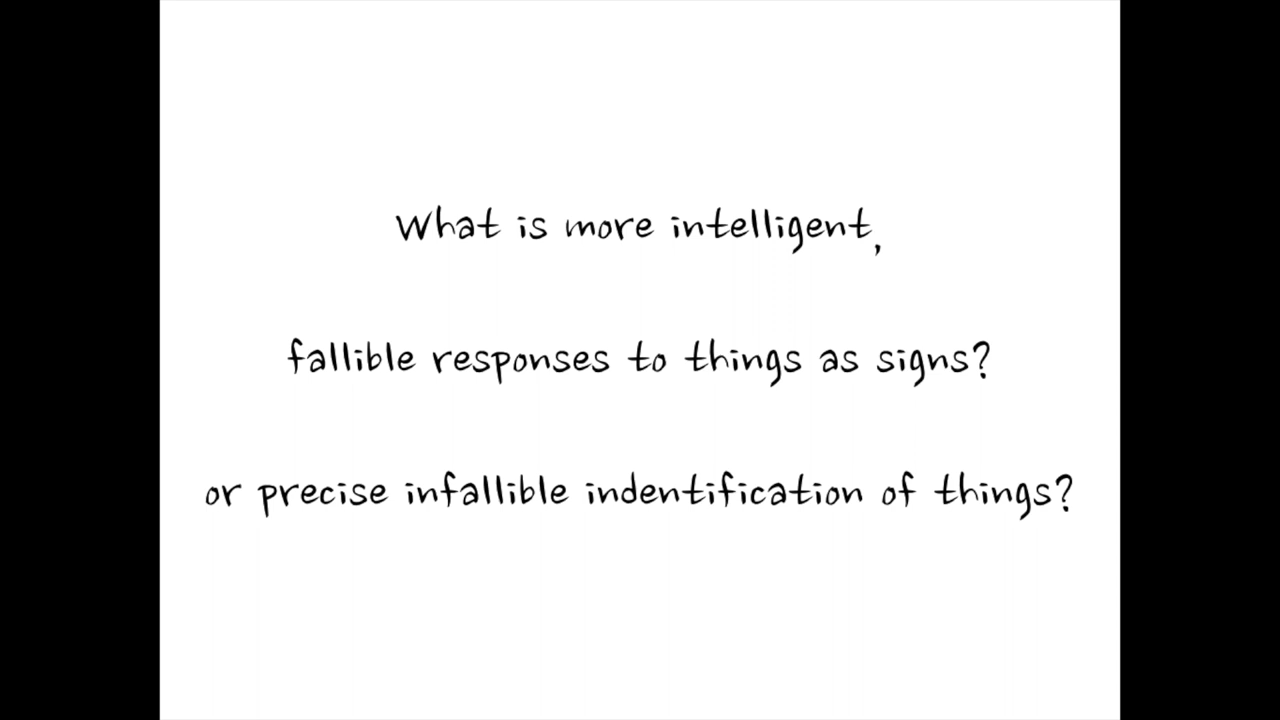 What is more intelligent,
fallible responses to things as signs?
or precise infallible indentification of things?